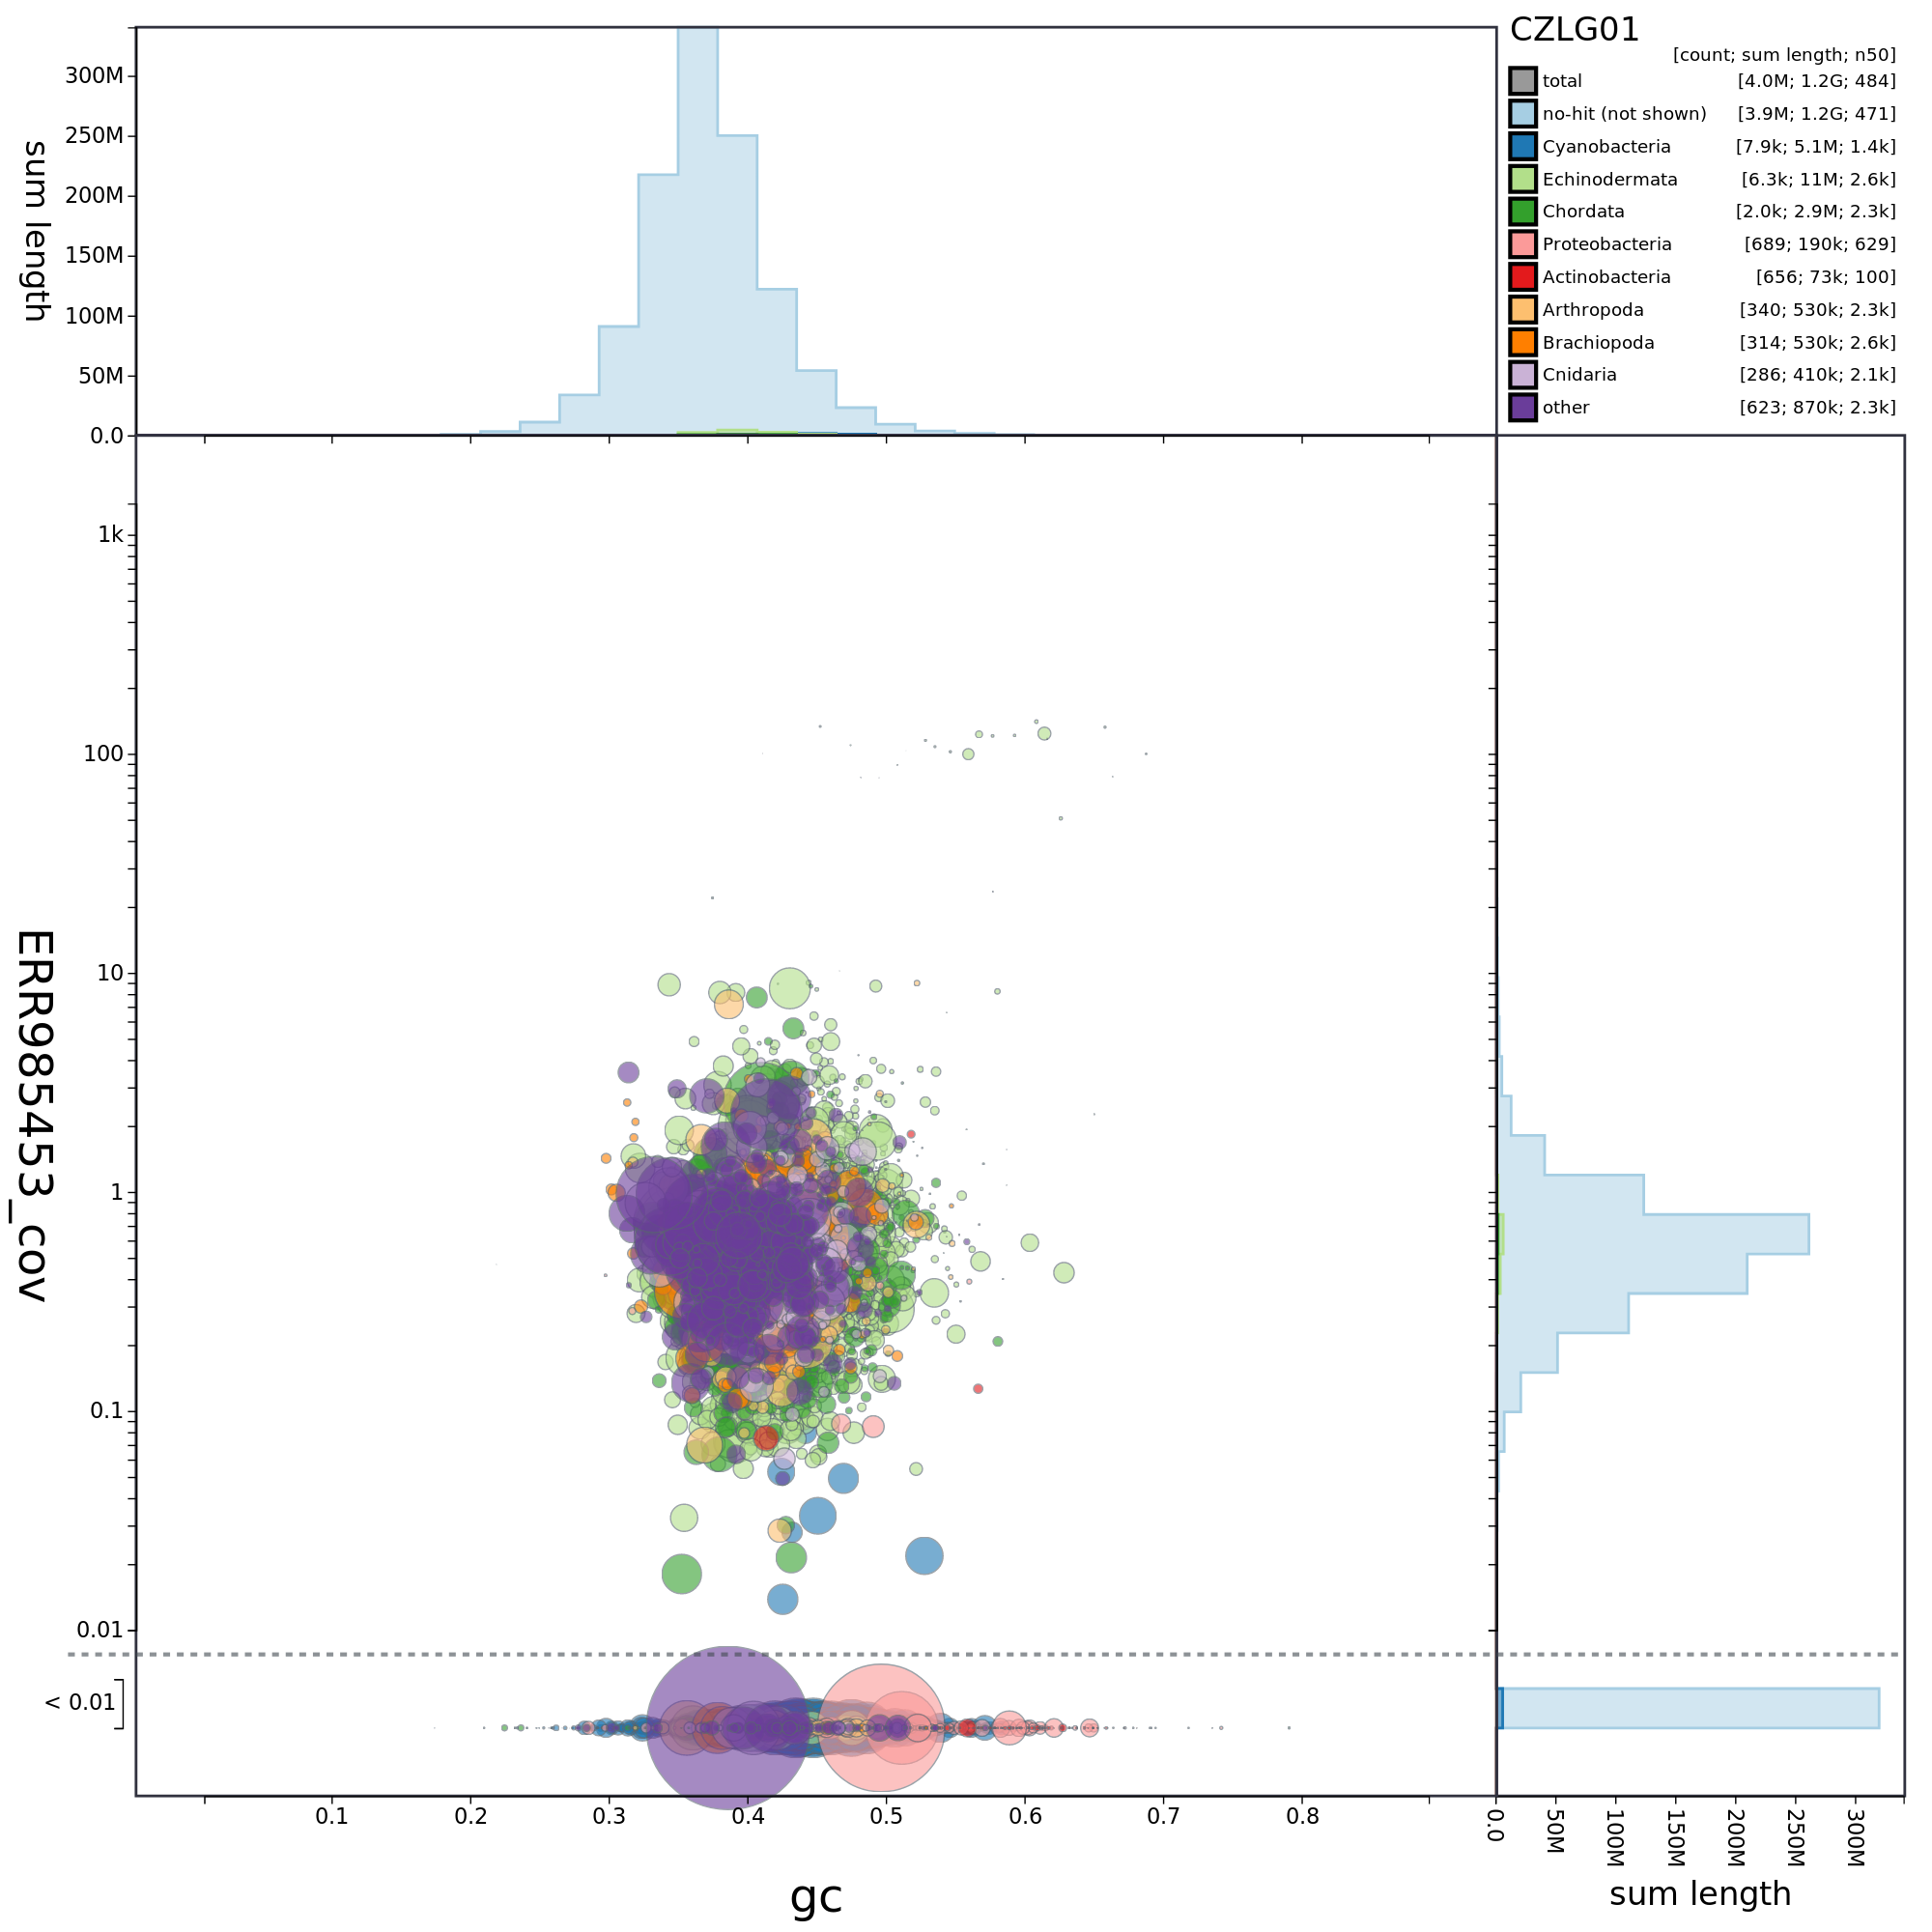 CZLG01
[count; sum length; n50]
total [4.0M; 1.2G; 484]
no-hit (not shown) [3.9M; 1.2G; 471]
Cyanobacteria [7.9k; 5.1M; 1.4k]
Echinodermata [6.3k; 11M; 2.6k]
Chordata [2.0k; 2.9M; 2.3k]
Proteobacteria [689; 190k; 629]
Actinobacteria [656; 73k; 100]
Arthropoda [340; 530k; 2.3k]
Brachiopoda [314; 530k; 2.6k]
Cnidaria [286; 410k; 2.1k]
other [623; 870k; 2.3k]
sum length
300M
250M
200M
150M
100M
50M
0.0
ERR985453_cov
1k
100
10
1
0.1
0.01
< 0.01
0.1 0.2 0.3 0.4 0.5 0.6 0.7 0.8
gc
0.0 50M 100M 150M 200M 250M 300M
sum length